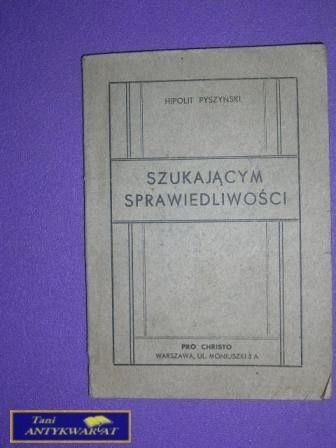 HIPOLIT PYSZYŃSKI
SZUKAJĄCYM
SPRAWIEDLIWOŚCI
PRO CHRISTO
WARSZAWA, UL. MONIUSZKI 3 A
Tani
ANTYKWARIAT